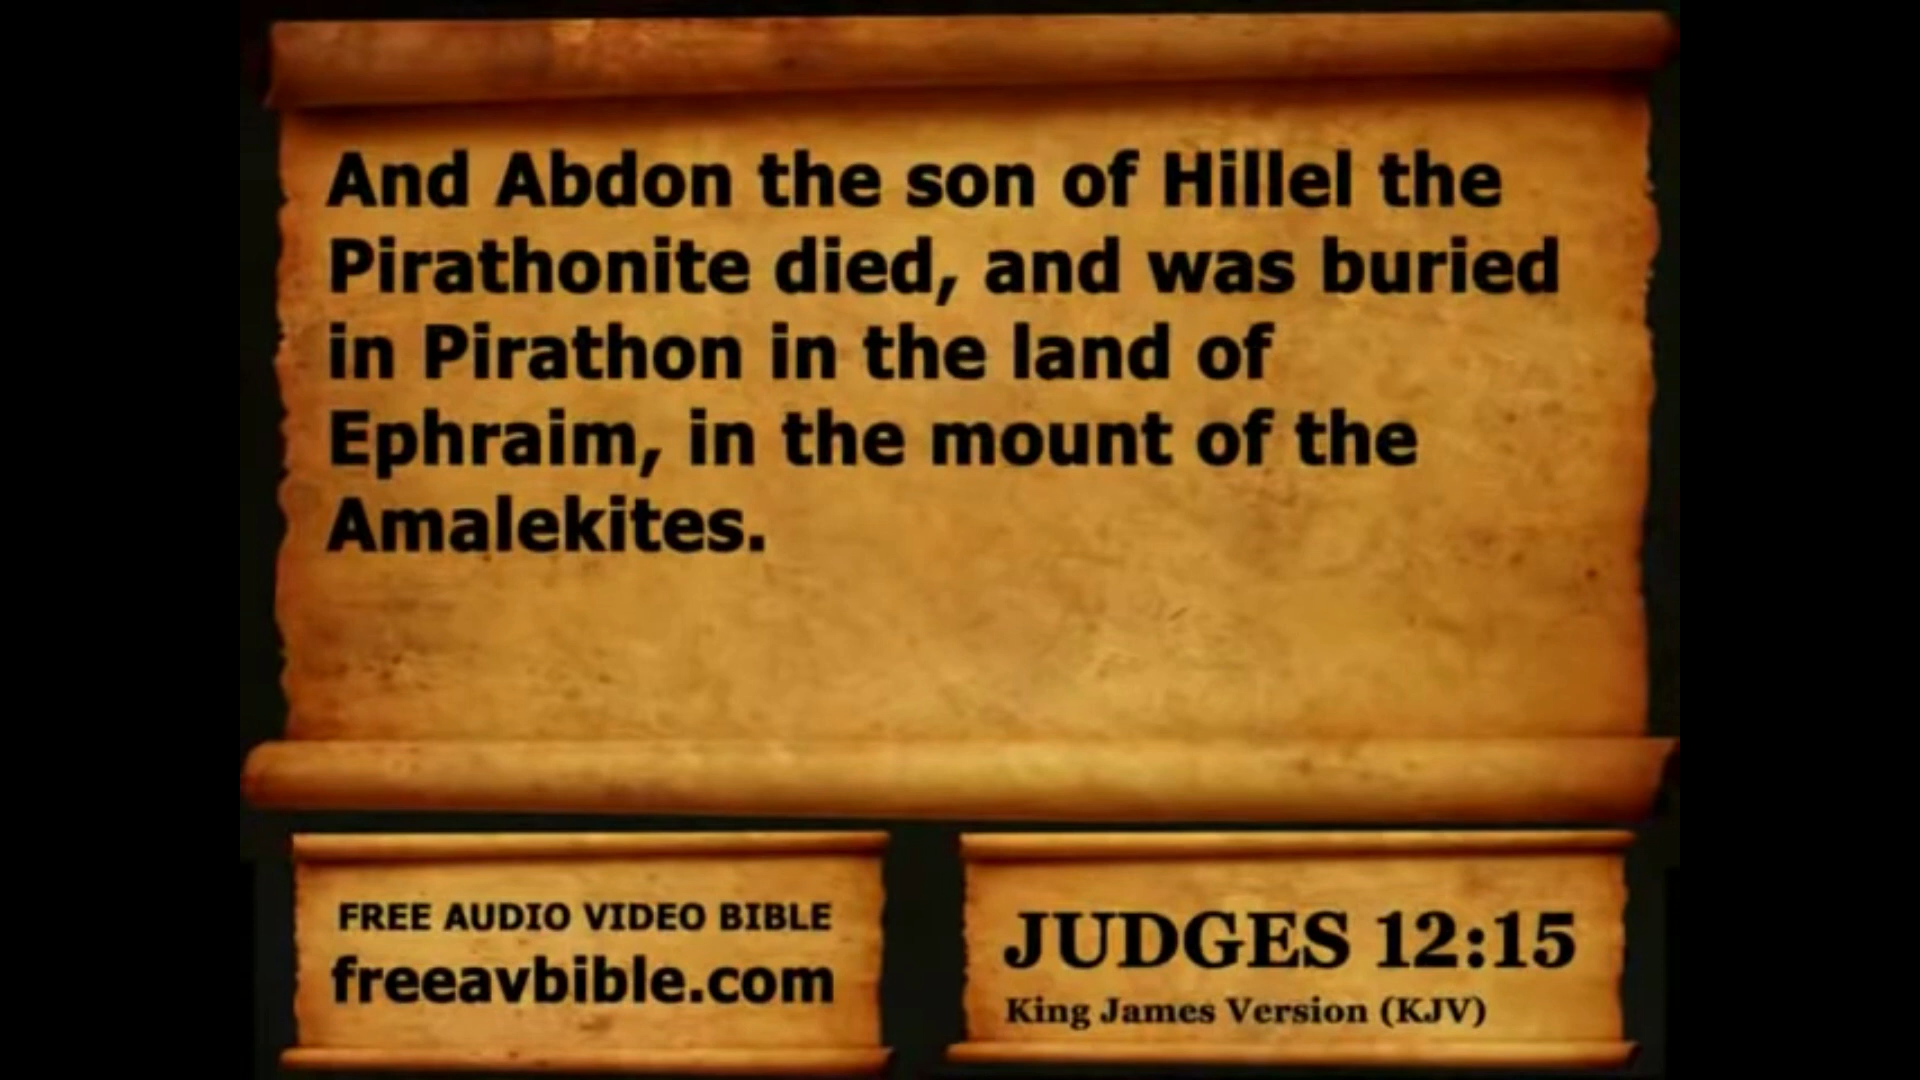 And Abdon the son of Hillel the
Pirathonite died, and was buried
in Pirathon in the land of
Ephraim, in the mount of the
Amalekites.
FREE AUDIO VIDEO BIBLE
freeavbible.com
JUDGES 12:15
King James Version (KJV)